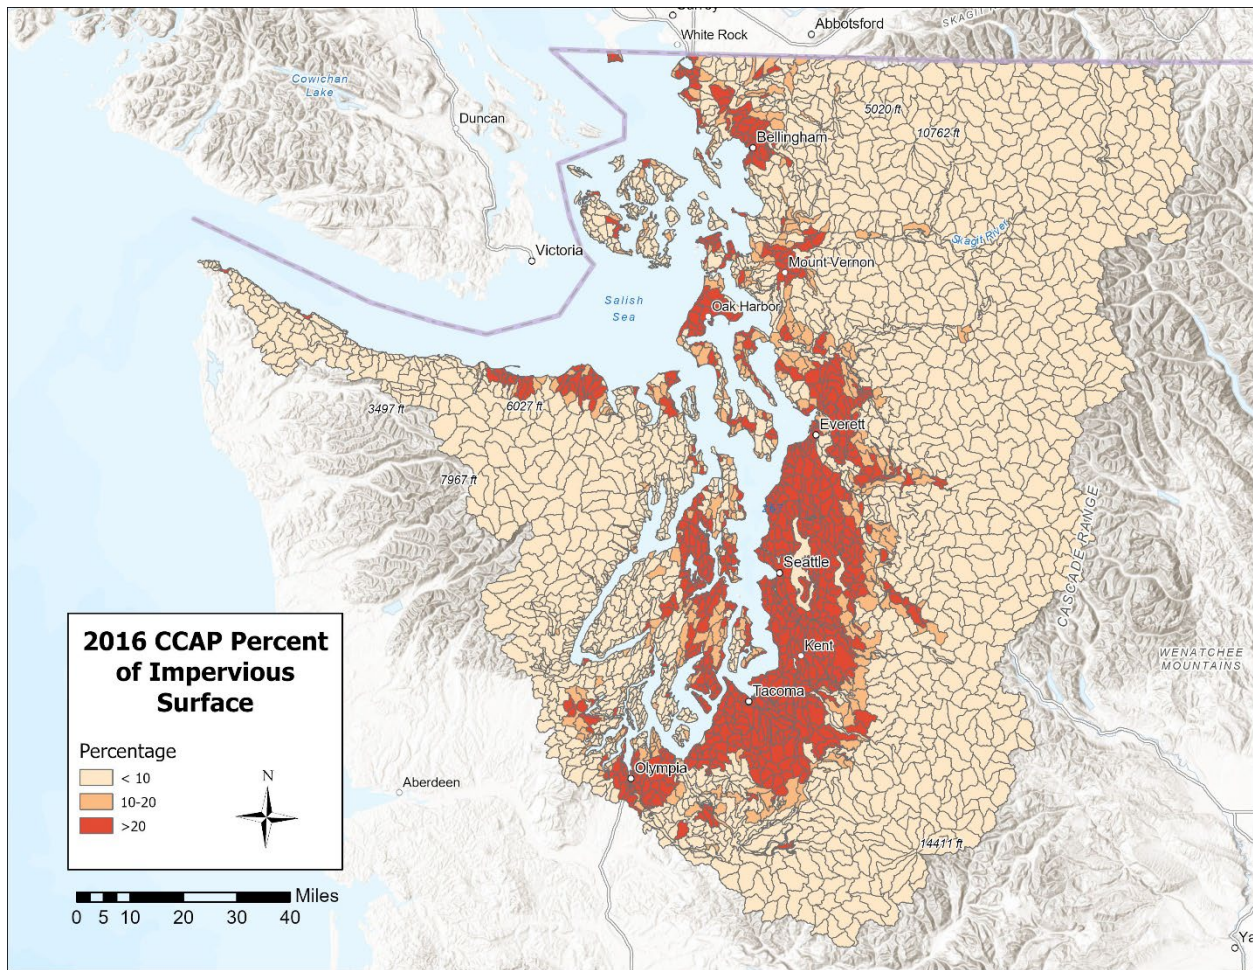 Abbotsford
White Rock
Cowichan
Lake
Duncan
5020 ft
10762 ft
Bellingham
Skagit River
Victoria
Mount Vernon
Salish
Sea
Oak Harbor
3497 ft
6027 ft
Everett
7967 ft
Seattle
CASCADE RANGE
Kent
WENATCHEE
MOUNTAINS
Tacoma
Olympia
Aberdeen
14411 ft
2016 CCAP Percent
of Impervious
Surface
Percentage
N
< 10
10-20
>20
Miles
0 5 10 20 30 40